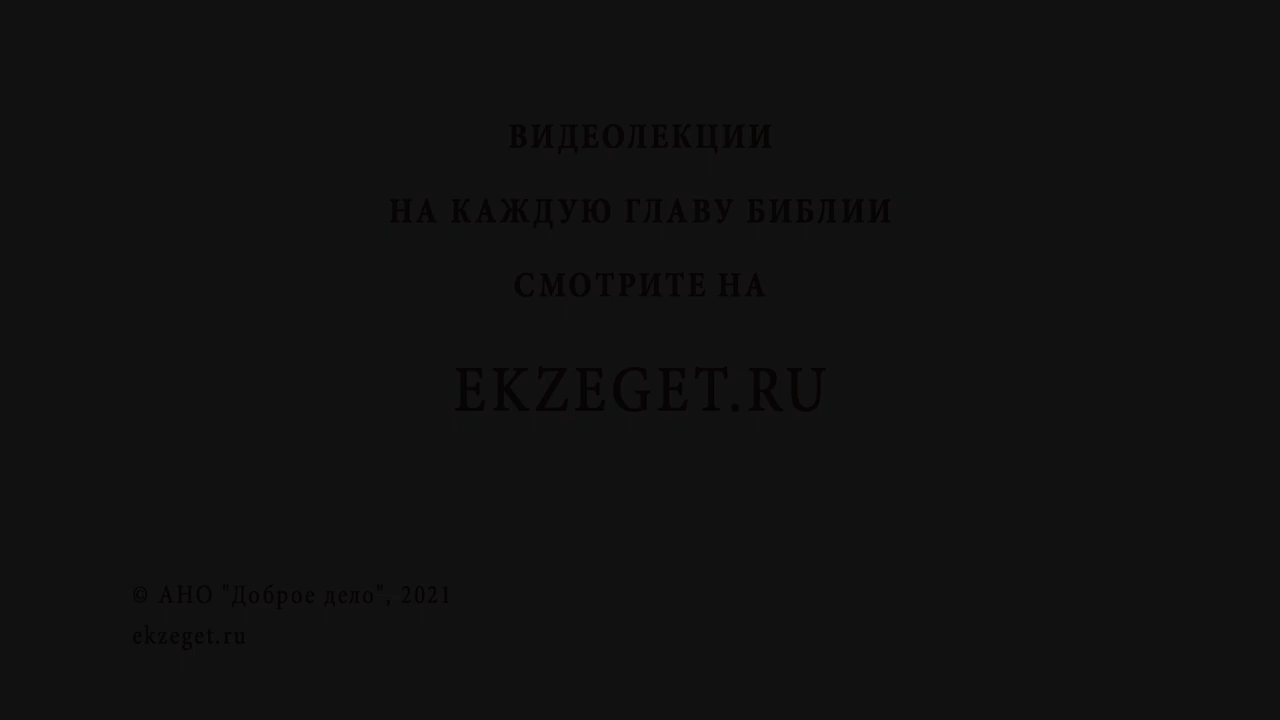 ВИДЕОЛЕКЦИИ
НА КАЖДУЮ ГЛАВУ БИБЛИИ
СМОТРИТЕ НА
EKZEGET.RU
© АНО "Доброе дело", 2021
ekzeget.ru